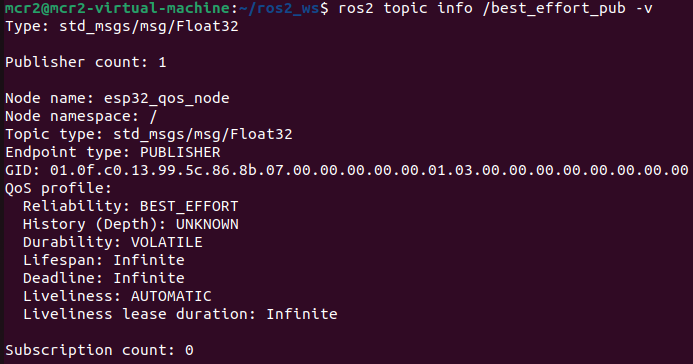 mcr2@mcr2-virtual-machine:~/ros2_ws$ ros2 topic info /best_effort_pub -v
Type: std_msgs/msg/Float32

Publisher count: 1

Node name: esp32_qos_node
Node namespace: /
Topic type: std_msgs/msg/Float32
Endpoint type: PUBLISHER
GID: 01.0f.c0.13.99.5c.86.8b.07.00.00.00.00.00.01.03.00.00.00.00.00.00.00.00
QoS profile:
  Reliability: BEST_EFFORT
  History (Depth): UNKNOWN
  Durability: VOLATILE
  Lifespan: Infinite
  Deadline: Infinite
  Liveliness: AUTOMATIC
  Liveliness lease duration: Infinite

Subscription count: 0